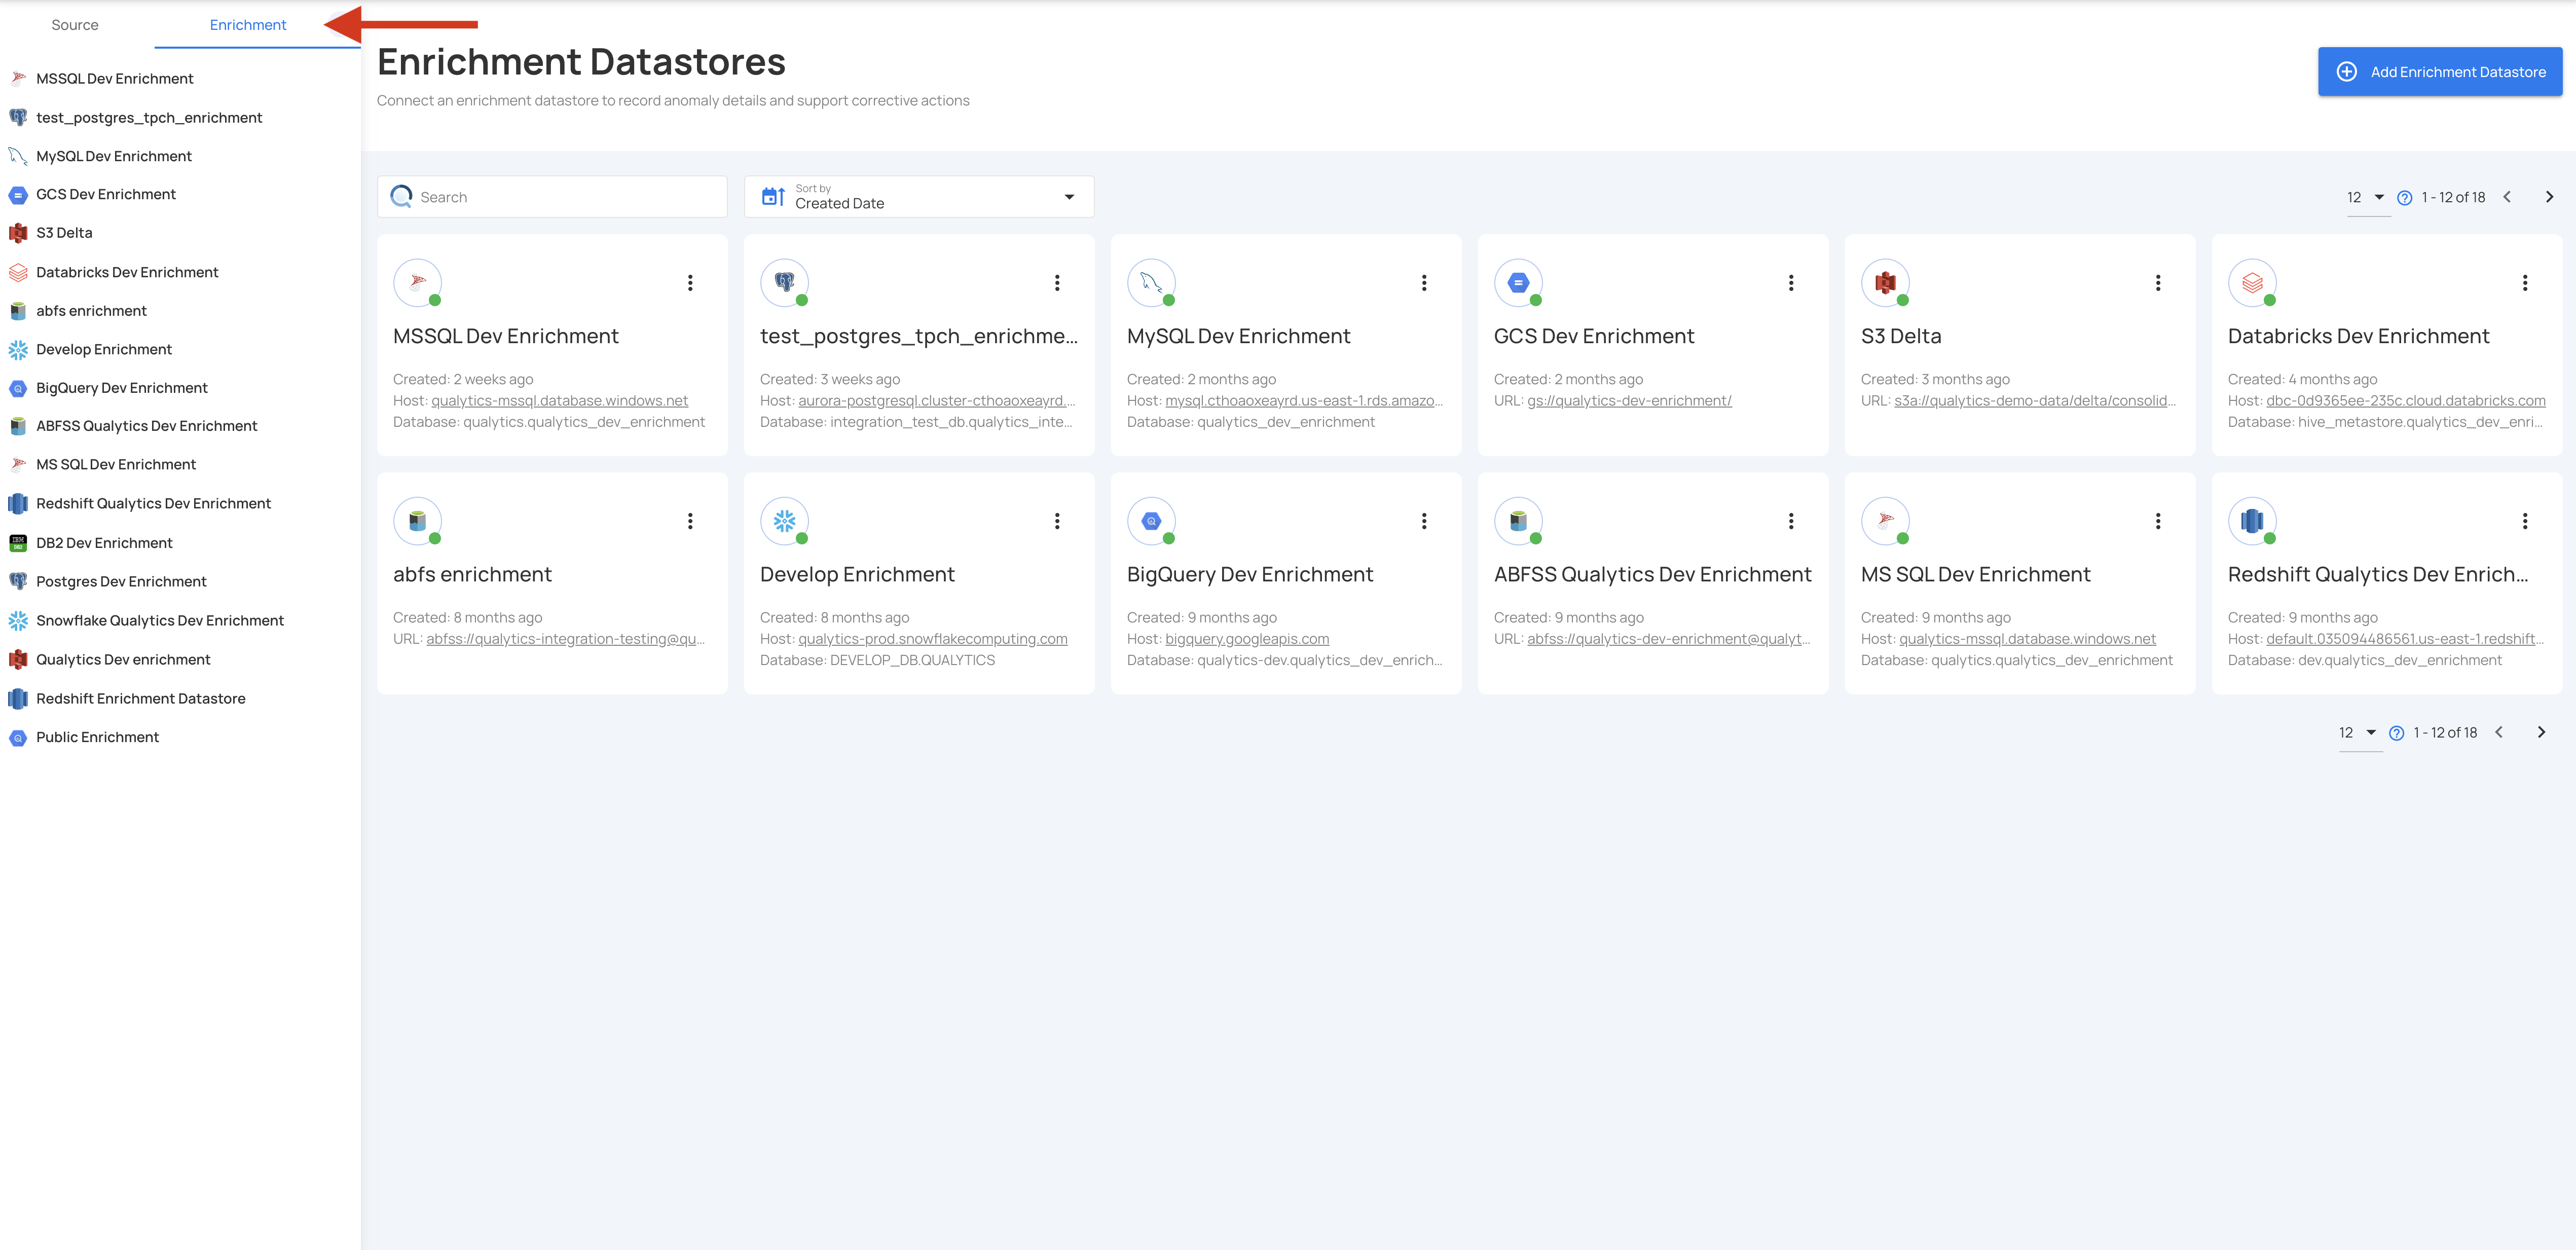 Source
Enrichment
MSSQL Dev Enrichment
test_postgres_tpch_enrichment
MySQL Dev Enrichment
GCS Dev Enrichment
S3 Delta
Databricks Dev Enrichment
abfs enrichment
Develop Enrichment
BigQuery Dev Enrichment
ABFSS Qualytics Dev Enrichment
MS SQL Dev Enrichment
Redshift Qualytics Dev Enrichment
DB2 Dev Enrichment
Postgres Dev Enrichment
Snowflake Qualytics Dev Enrichment
Qualytics Dev enrichment
Redshift Enrichment Datastore
Public Enrichment
Enrichment Datastores
Connect an enrichment datastore to record anomaly details and support corrective actions
Add Enrichment Datastore
Search
Sort by
Created Date
12
1 - 12 of 18
MSSQL Dev Enrichment
Created: 2 weeks ago
Host: qualytics-mssql.database.windows.net
Database: qualytics.qualytics_dev_enrichment
test_postgres_tpch_enrichme...
Created: 3 weeks ago
Host: aurora-postgresql.cluster-cthoaoxeayrd....
Database: integration_test_db.qualytics_inte...
MySQL Dev Enrichment
Created: 2 months ago
Host: mysql.cthoaoxeayrd.us-east-1.rds.amazo...
Database: qualytics_dev_enrichment
GCS Dev Enrichment
Created: 2 months ago
URL: gs://qualytics-dev-enrichment/
S3 Delta
Created: 3 months ago
URL: s3a://qualytics-demo-data/delta/consolid...
Databricks Dev Enrichment
Created: 4 months ago
Host: dbc-0d9365ee-235c.cloud.databricks.com
Database: hive_metastore.qualytics_dev_enri...
abfs enrichment
Created: 8 months ago
URL: abfss://qualytics-integration-testing@qu...
Develop Enrichment
Created: 8 months ago
Host: qualytics-prod.snowflakecomputing.com
Database: DEVELOP_DB.QUALYTICS
BigQuery Dev Enrichment
Created: 9 months ago
Host: bigquery.googleapis.com
Database: qualytics-dev.qualytics_dev_enrich...
ABFSS Qualytics Dev Enrichment
Created: 9 months ago
URL: abfss://qualytics-dev-enrichment@qualyt...
MS SQL Dev Enrichment
Created: 9 months ago
Host: qualytics-mssql.database.windows.net
Database: qualytics.qualytics_dev_enrichment
Redshift Qualytics Dev Enrich...
Created: 9 months ago
Host: default.035094486561.us-east-1.redshift...
Database: dev.qualytics_dev_enrichment
12
1 - 12 of 18